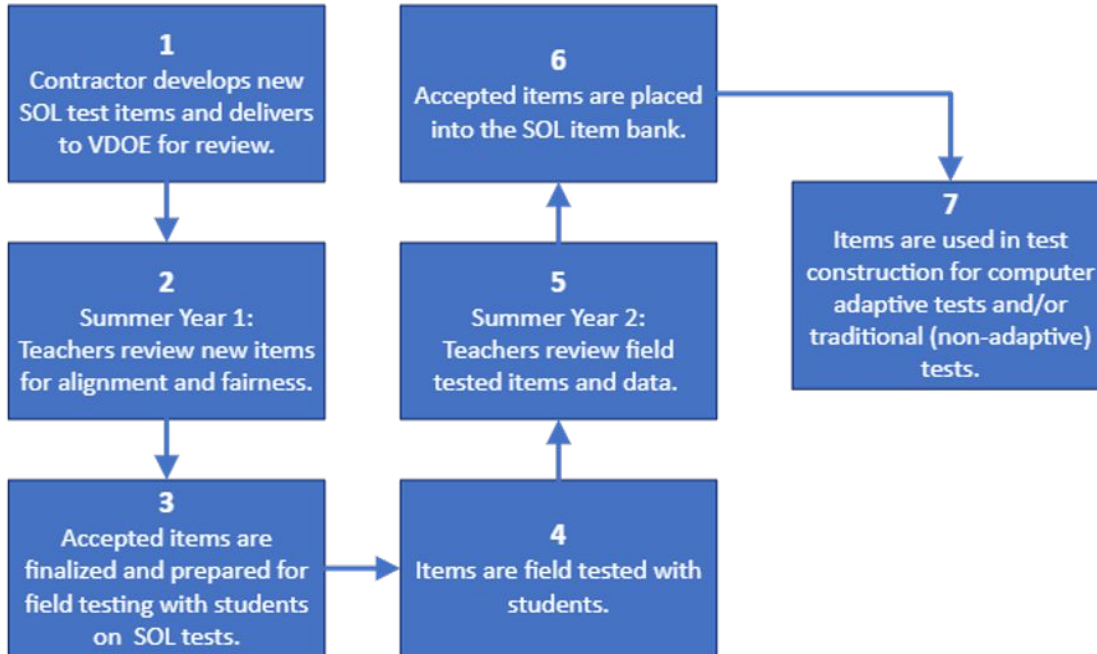 1
Contractor develops new
SOL test items and delivers
to VDOE for review.
2
Summer Year 1:
Teachers review new items
for alignment and fairness.
3
Accepted items are
finalized and prepared for
field testing with students
on SOL tests.
4
Items are field tested with
students.
5
Summer Year 2:
Teachers review field
tested items and data.
6
Accepted items are placed
into the SOL item bank.
7
Items are used in test
construction for computer
adaptive tests and/or
traditional (non-adaptive)
tests.